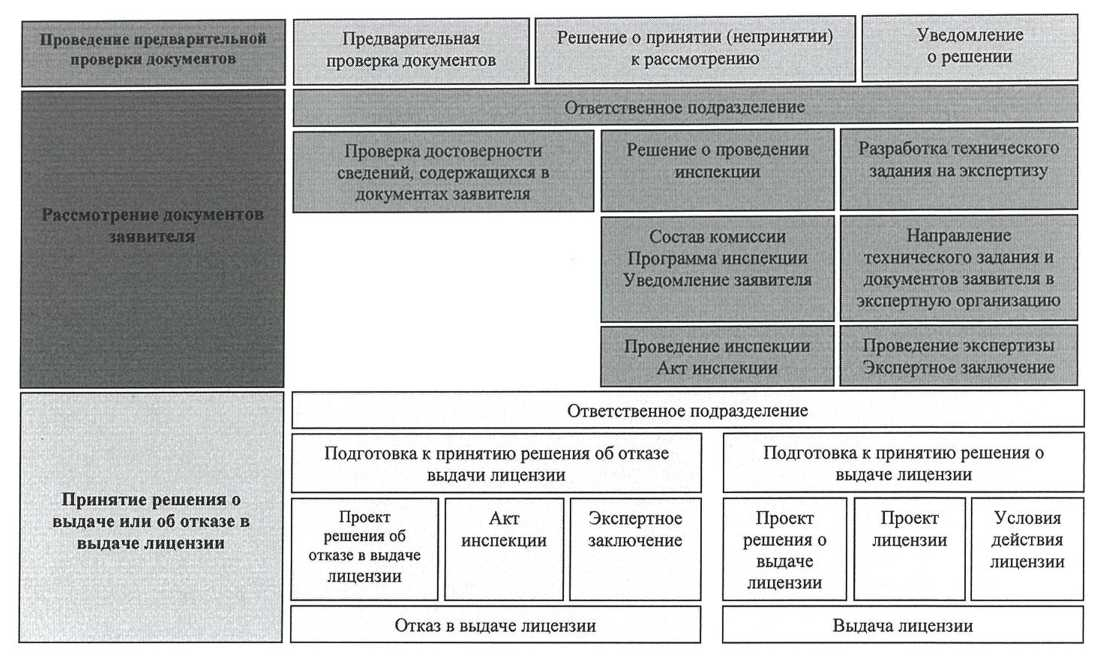 Проведение предварительной
проверки документов
Предварительная
проверка документов
Решение о принятии (непринятии)
к рассмотрению
Уведомление
о решении
Рассмотрение документов
заявителя
Ответственное подразделение
Проверка достоверности
сведений, содержащихся в
документах заявителя
Решение о проведении
инспекции
Разработка технического
задания на экспертизу
Состав комиссии
Программа инспекции
Уведомление заявителя
Направление
технического задания и
документов заявителя в
экспертную организацию
Проведение инспекции
Акт инспекции
Проведение экспертизы
Экспертное заключение
Принятие решения о
выдаче или об отказе в
выдаче лицензии
Ответственное подразделение
Подготовка к принятию решения об отказе
выдачи лицензии
Подготовка к принятию решения о
выдаче лицензии
Проект
решения об
отказе в выдаче
лицензии
Акт
инспекции
Экспертное
заключение
Проект
решения о
выдаче
лицензии
Проект
лицензии
Условия
действия
лицензии
Отказ в выдаче лицензии
Выдача лицензии